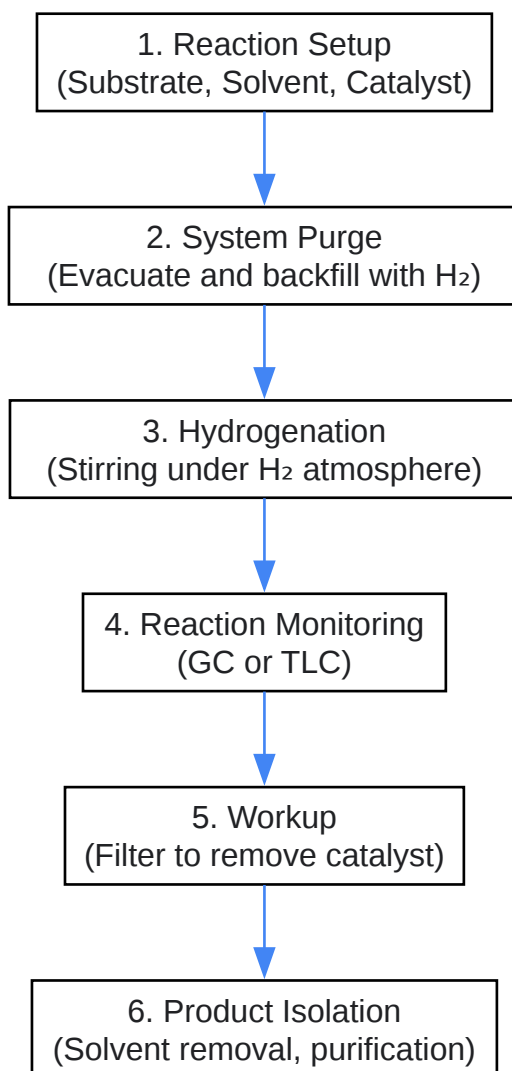 1. Reaction Setup
(Substrate, Solvent, Catalyst)
2. System Purge
(Evacuate and backfill with H₂)
3. Hydrogenation
(Stirring under H₂ atmosphere)
4. Reaction Monitoring
(GC or TLC)
5. Workup
(Filter to remove catalyst)
6. Product Isolation
(Solvent removal, purification)